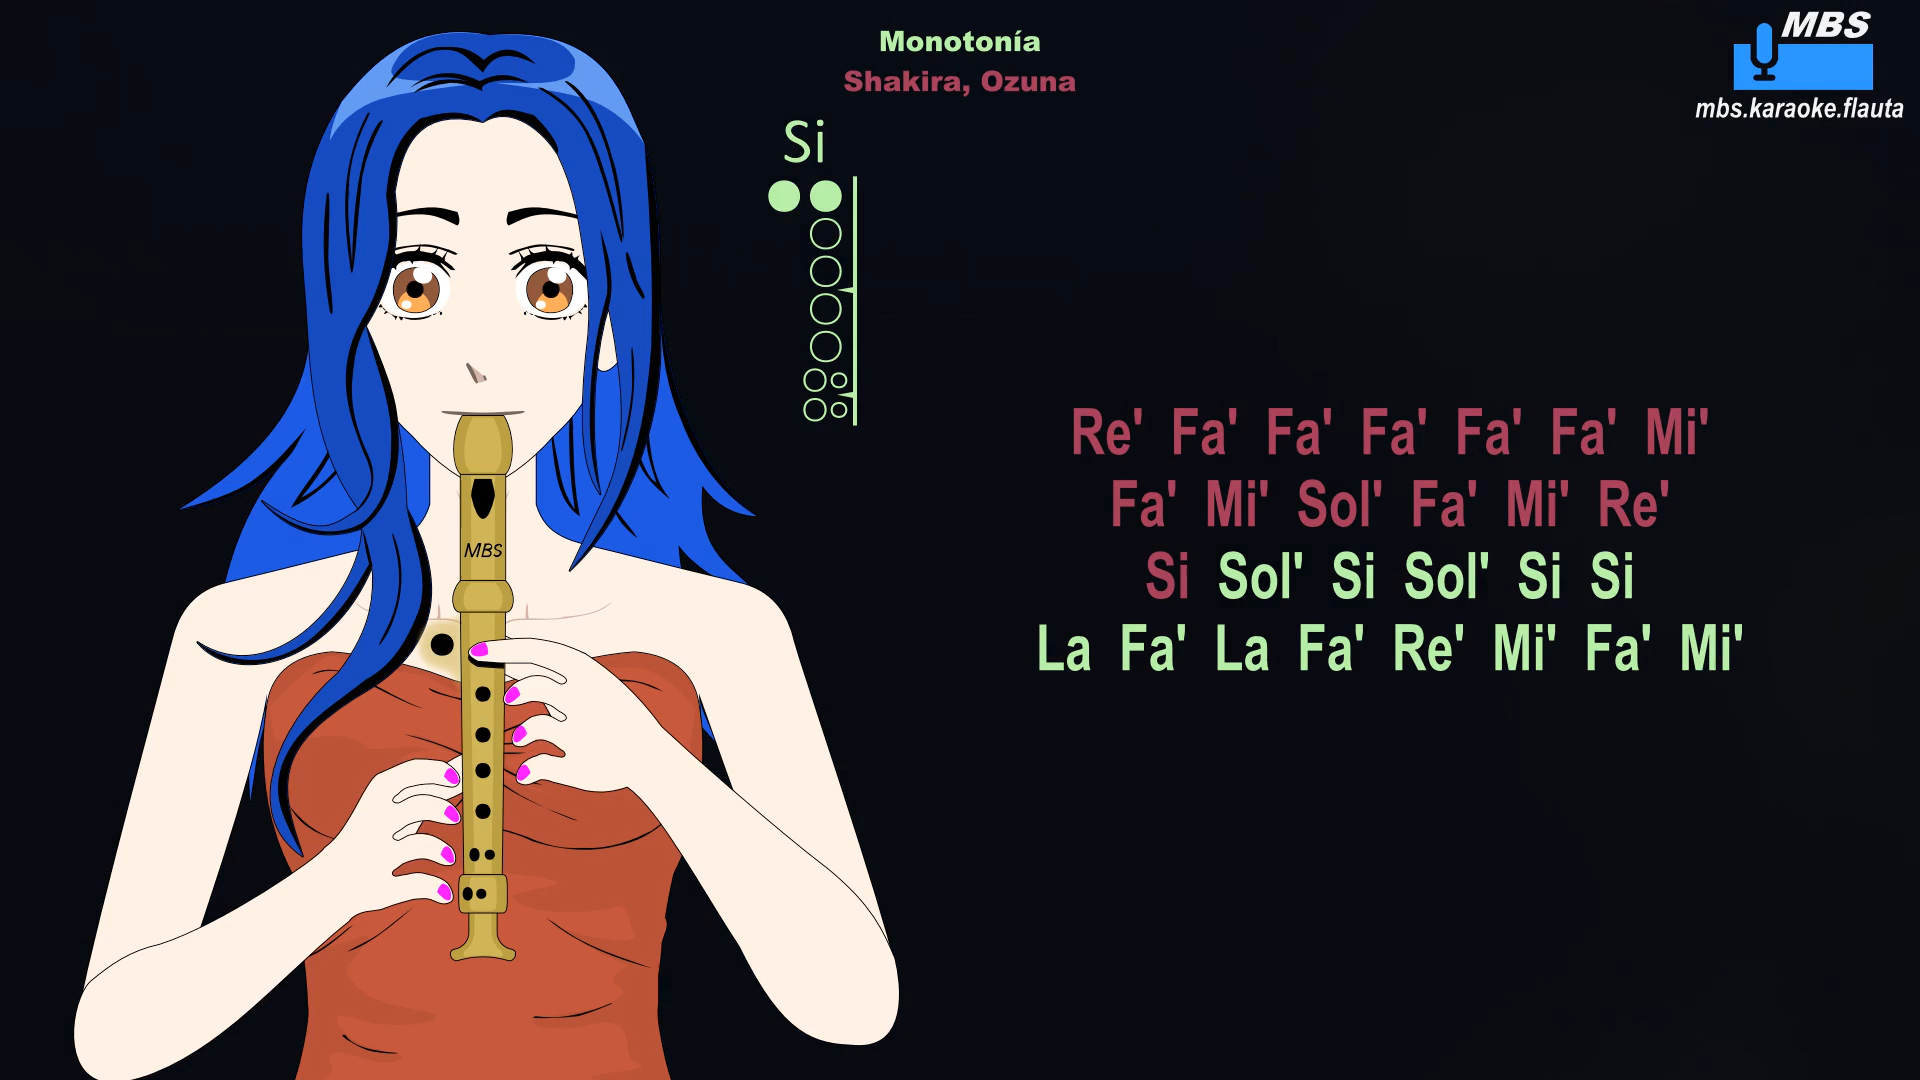 Monotonía
Shakira, Ozuna
MBS
mbs.karaoke.flauta
Si
Re' Fa' Fa' Fa' Fa' Fa' Mi'
Fa' Mi' Sol' Fa' Mi' Re'
Si Sol' Si Sol' Si Si
La Fa' La Fa' Re' Mi' Fa' Mi'
MBS